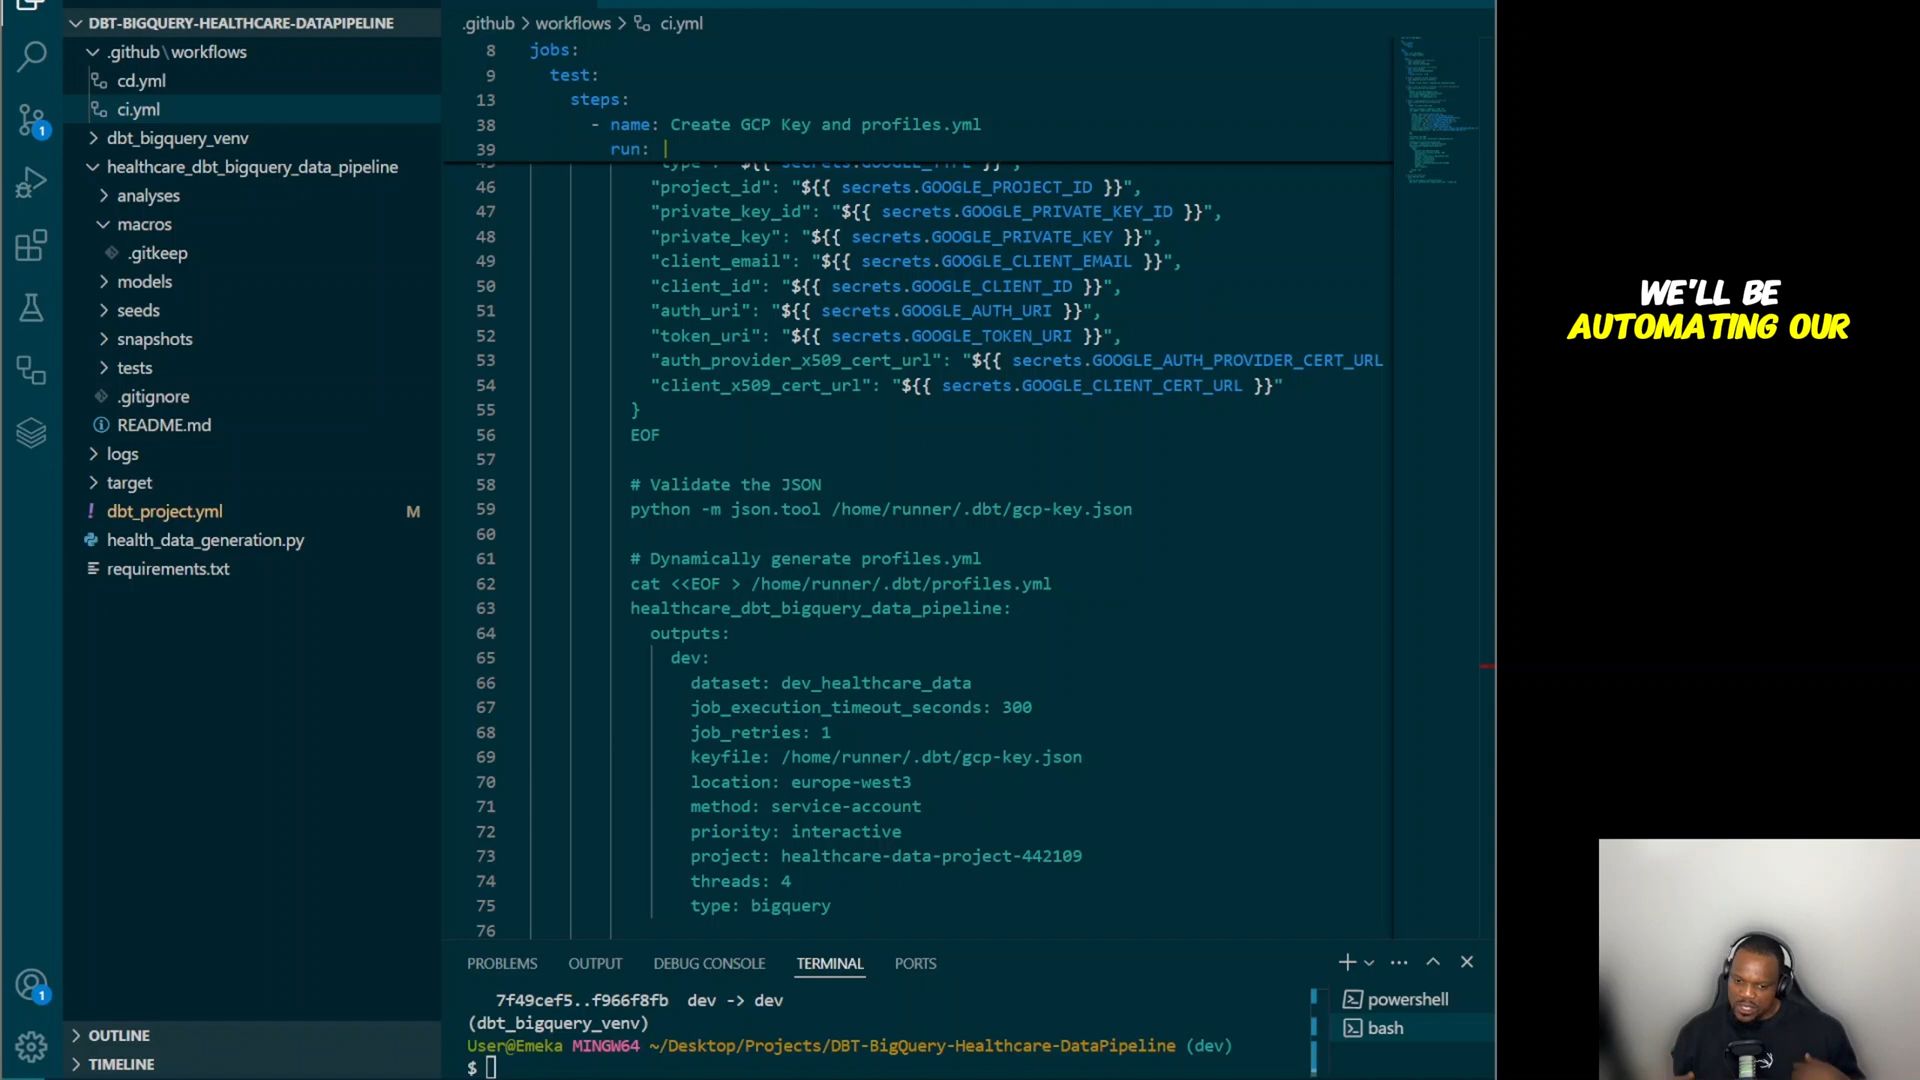 DBT-BIGQUERY-HEALTHCARE-DATAPIPELINE
.github\workflows
cd.yml
ci.yml
dbt_bigquery_venv
healthcare_dbt_bigquery_data_pipeline
analyses
macros
.gitkeep
models
seeds
snapshots
tests
.gitignore
README.md
logs
target
dbt_project.yml M
health_data_generation.py
requirements.txt
OUTLINE
TIMELINE
1
1
.github > workflows > ci.yml
8 jobs:
9 test:
13 steps:
38 - name: Create GCP Key and profiles.yml
39 run: |
46 "project_id": "${{ secrets.GOOGLE_PROJECT_ID }}",
47 "private_key_id": "${{ secrets.GOOGLE_PRIVATE_KEY_ID }}",
48 "private_key": "${{ secrets.GOOGLE_PRIVATE_KEY }}",
49 "client_email": "${{ secrets.GOOGLE_CLIENT_EMAIL }}",
50 "client_id": "${{ secrets.GOOGLE_CLIENT_ID }}",
51 "auth_uri": "${{ secrets.GOOGLE_AUTH_URI }}",
52 "token_uri": "${{ secrets.GOOGLE_TOKEN_URI }}",
53 "auth_provider_x509_cert_url": "${{ secrets.GOOGLE_AUTH_PROVIDER_CERT_URL
54 "client_x509_cert_url": "${{ secrets.GOOGLE_CLIENT_CERT_URL }}"
55 }
56 EOF
57
58 # Validate the JSON
59 python -m json.tool /home/runner/.dbt/gcp-key.json
60
61 # Dynamically generate profiles.yml
62 cat <<EOF > /home/runner/.dbt/profiles.yml
63 healthcare_dbt_bigquery_data_pipeline:
64 outputs:
65 dev:
66 dataset: dev_healthcare_data
67 job_execution_timeout_seconds: 300
68 job_retries: 1
69 keyfile: /home/runner/.dbt/gcp-key.json
70 location: europe-west3
71 method: service-account
72 priority: interactive
73 project: healthcare-data-project-442109
74 threads: 4
75 type: bigquery
76
PROBLEMS OUTPUT DEBUG CONSOLE TERMINAL PORTS
7f49cef5..f966f8fb dev -> dev
(dbt_bigquery_venv)
User@Emeka MINGW64 ~/Desktop/Projects/DBT-BigQuery-Healthcare-DataPipeline (dev)
$
powershell
bash
WE'LL BE
AUTOMATING OUR